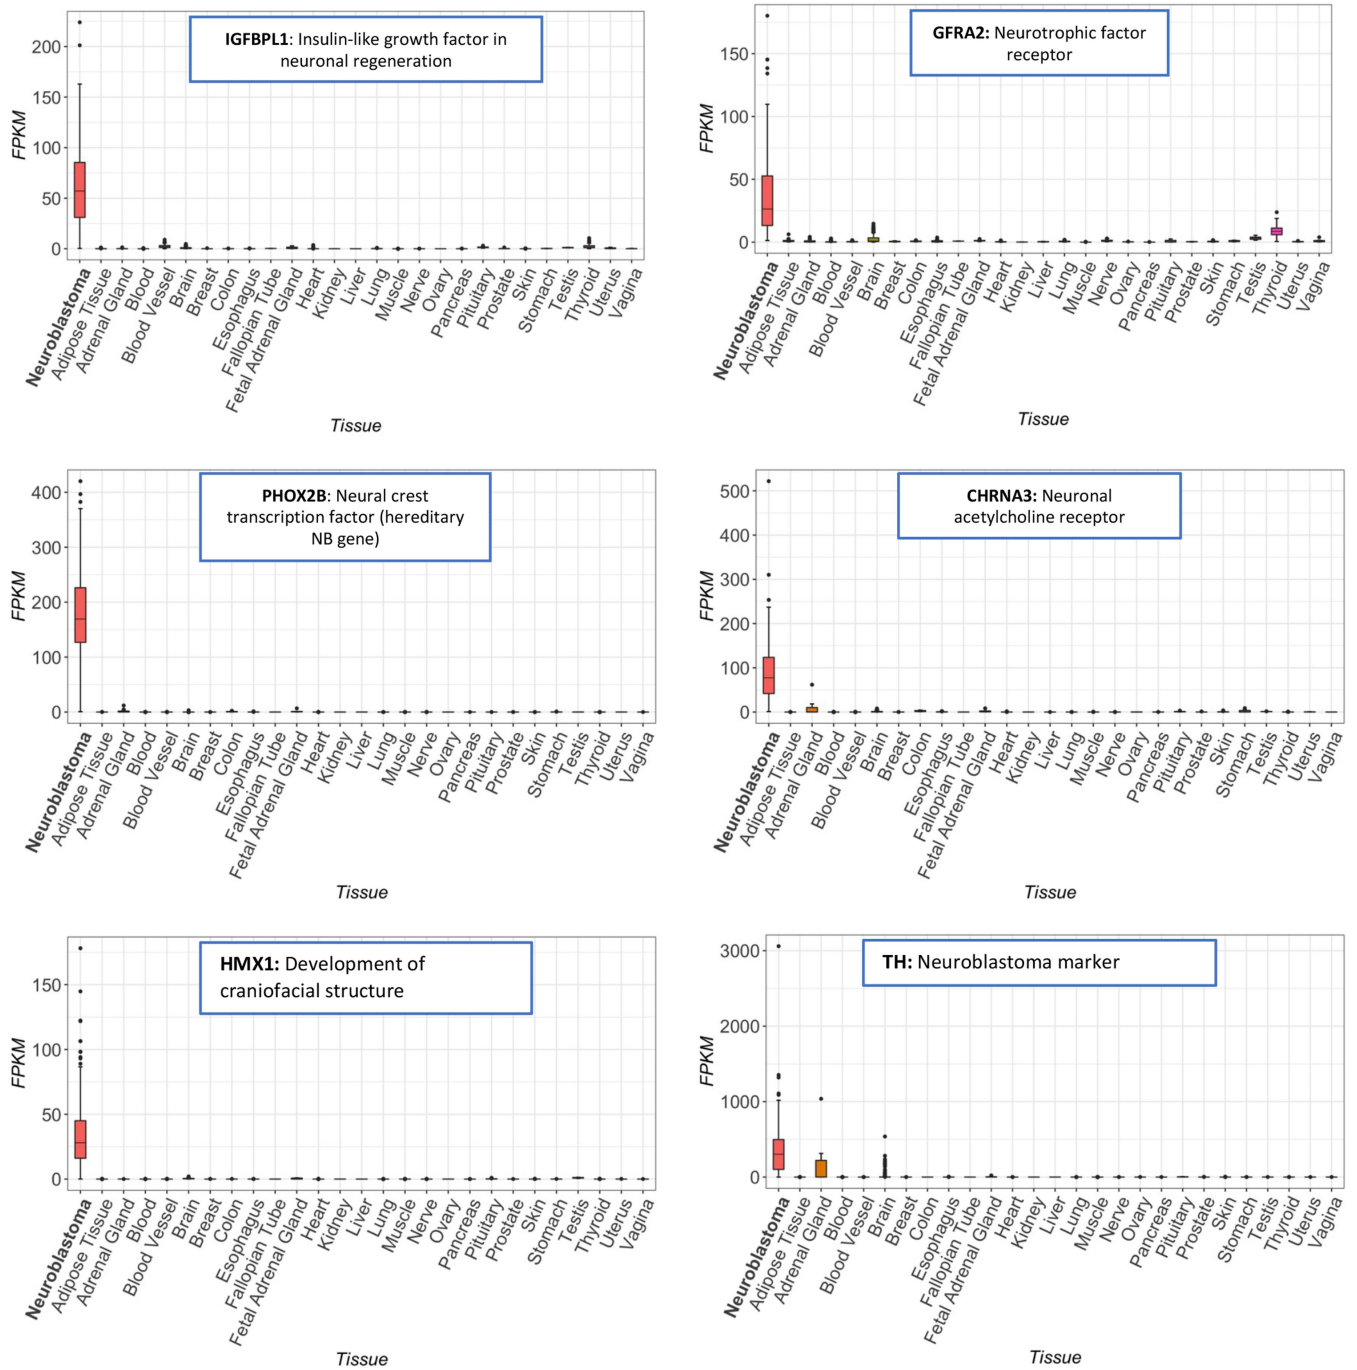 IGFBPL1: Insulin-like growth factor in
neuronal regeneration
FPKM
200
150
100
50
0
Neuroblastoma
Adipose Tissue
Adrenal Gland
Blood
Blood Vessel
Brain
Breast
Colon
Esophagus
Fallopian Tube
Fetal Adrenal Gland
Heart
Kidney
Liver
Lung
Muscle
Nerve
Ovary
Pancreas
Pituitary
Prostate
Skin
Stomach
Testis
Thyroid
Uterus
Vagina
Tissue
GFRA2: Neurotrophic factor
receptor
FPKM
150
100
50
0
Neuroblastoma
Adipose Tissue
Adrenal Gland
Blood
Blood Vessel
Brain
Breast
Colon
Esophagus
Fallopian Tube
Fetal Adrenal Gland
Heart
Kidney
Liver
Lung
Muscle
Nerve
Ovary
Pancreas
Pituitary
Prostate
Skin
Stomach
Testis
Thyroid
Uterus
Vagina
Tissue
PHOX2B: Neural crest
transcription factor (hereditary
NB gene)
FPKM
400
300
200
100
0
Neuroblastoma
Adipose Tissue
Adrenal Gland
Blood
Blood Vessel
Brain
Breast
Colon
Esophagus
Fallopian Tube
Fetal Adrenal Gland
Heart
Kidney
Liver
Lung
Muscle
Nerve
Ovary
Pancreas
Pituitary
Prostate
Skin
Stomach
Testis
Thyroid
Uterus
Vagina
Tissue
CHRNA3: Neuronal
acetylcholine receptor
FPKM
500
400
300
200
100
0
Neuroblastoma
Adipose Tissue
Adrenal Gland
Blood
Blood Vessel
Brain
Breast
Colon
Esophagus
Fallopian Tube
Fetal Adrenal Gland
Heart
Kidney
Liver
Lung
Muscle
Nerve
Ovary
Pancreas
Pituitary
Prostate
Skin
Stomach
Testis
Thyroid
Uterus
Vagina
Tissue
HMX1: Development of
craniofacial structure
FPKM
150
100
50
0
Neuroblastoma
Adipose Tissue
Adrenal Gland
Blood
Blood Vessel
Brain
Breast
Colon
Esophagus
Fallopian Tube
Fetal Adrenal Gland
Heart
Kidney
Liver
Lung
Muscle
Nerve
Ovary
Pancreas
Pituitary
Prostate
Skin
Stomach
Testis
Thyroid
Uterus
Vagina
Tissue
TH: Neuroblastoma marker
FPKM
3000
2000
1000
0
Neuroblastoma
Adipose Tissue
Adrenal Gland
Blood
Blood Vessel
Brain
Breast
Colon
Esophagus
Fallopian Tube
Fetal Adrenal Gland
Heart
Kidney
Liver
Lung
Muscle
Nerve
Ovary
Pancreas
Pituitary
Prostate
Skin
Stomach
Testis
Thyroid
Uterus
Vagina
Tissue